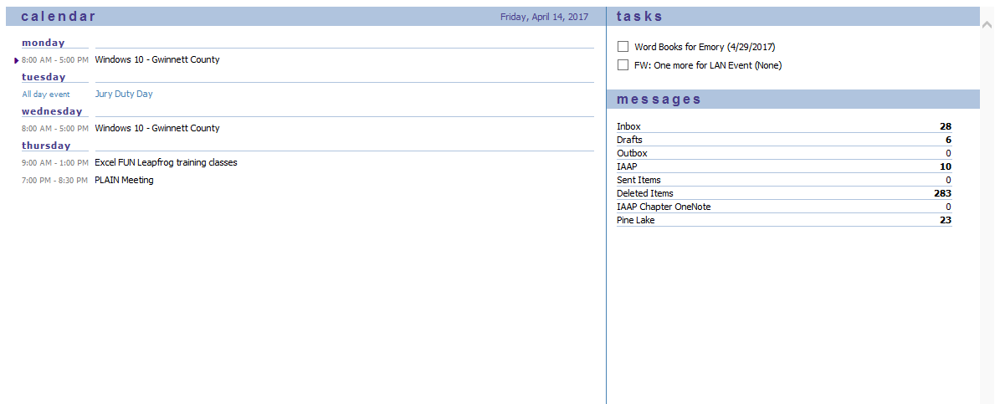 calendar Friday, April 14, 2017
monday
8:00 AM - 5:00 PM Windows 10 - Gwinnett County
tuesday
All day event Jury Duty Day
wednesday
8:00 AM - 5:00 PM Windows 10 - Gwinnett County
thursday
9:00 AM - 1:00 PM Excel FUN Leapfrog training classes
7:00 PM - 8:30 PM PLAIN Meeting
tasks
Word Books for Emory (4/29/2017)
FW: One more for LAN Event (None)
messages
Inbox 28
Drafts 6
Outbox 0
IAAP 10
Sent Items 0
Deleted Items 283
IAAP Chapter OneNote 0
Pine Lake 23